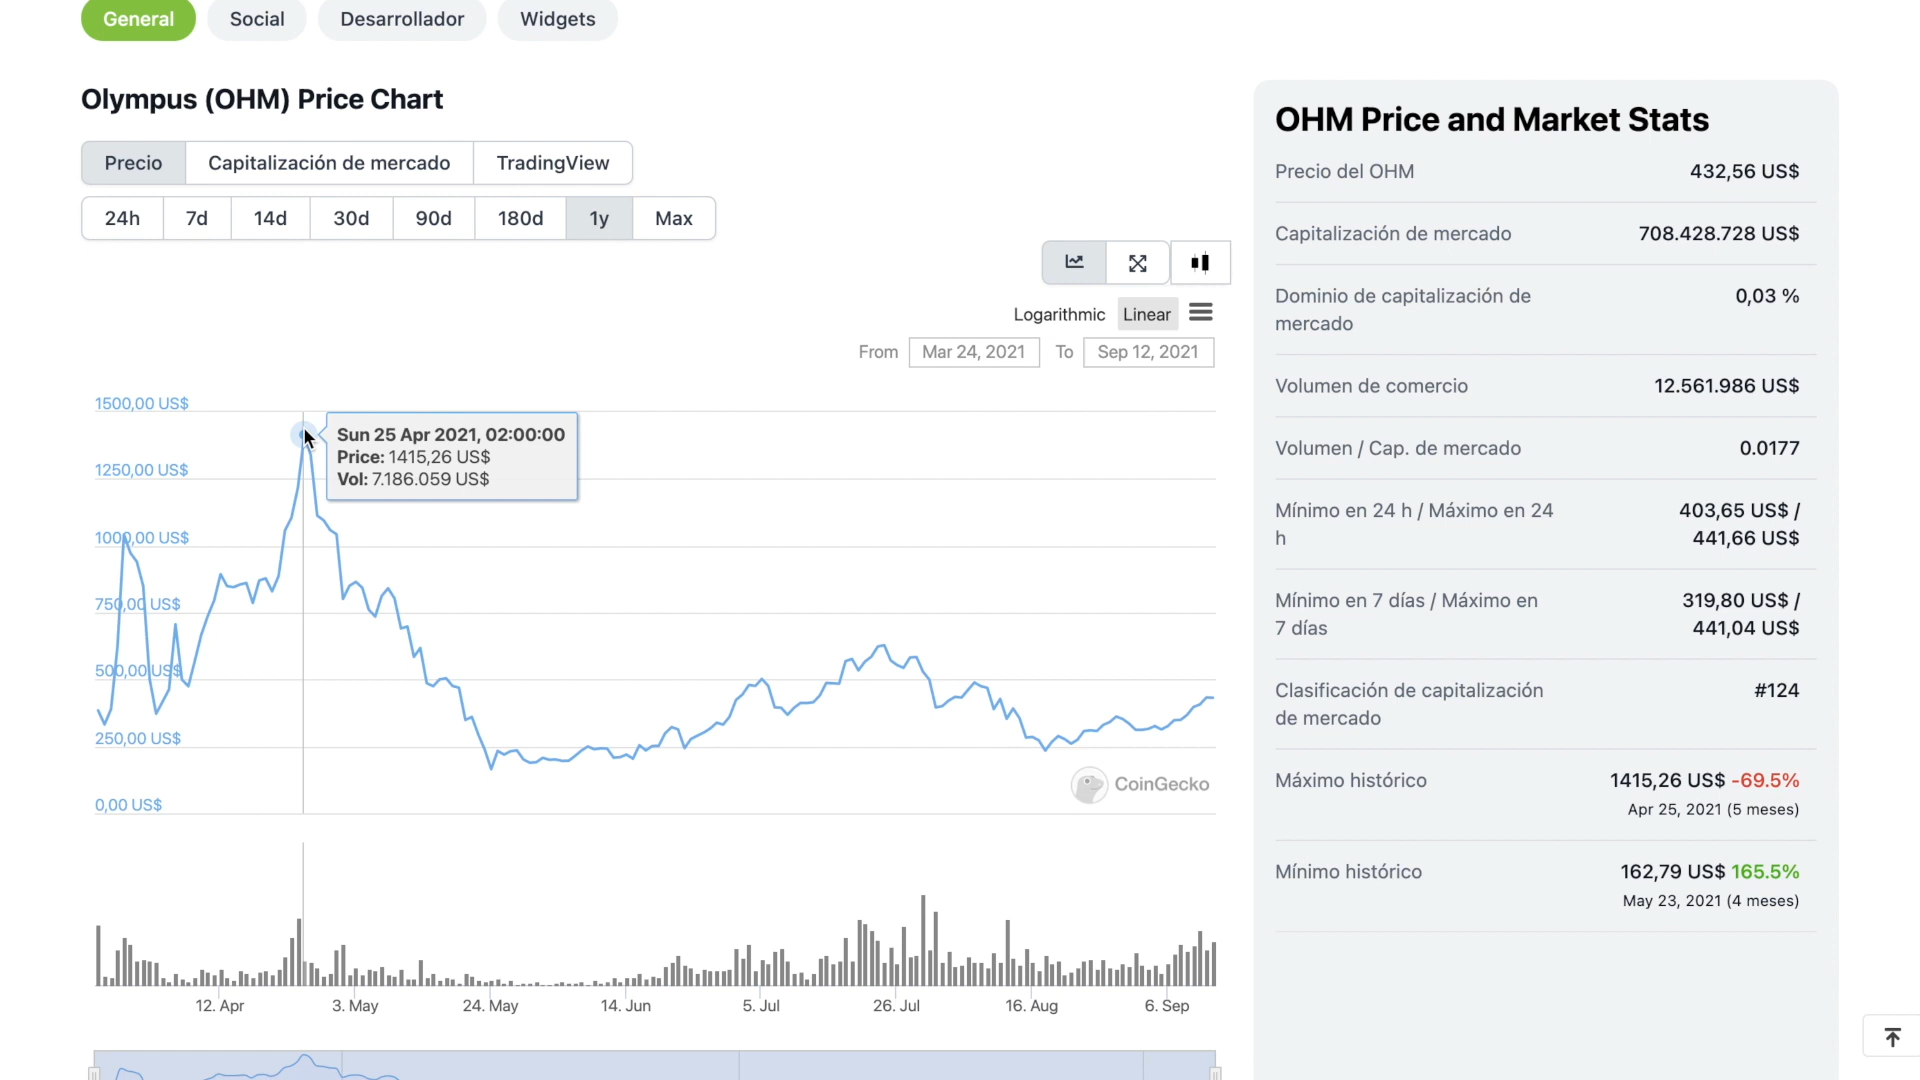 General
Social
Desarrollador
Widgets
Olympus (OHM) Price Chart
Precio
Capitalización de mercado
TradingView
24h
7d
14d
30d
90d
180d
1y
Max
Logarithmic
Linear
From
Mar 24, 2021
To
Sep 12, 2021
1500,00 US$
1250,00 US$
1000,00 US$
750,00 US$
500,00 US$
250,00 US$
0,00 US$
Sun 25 Apr 2021, 02:00:00
Price: 1415,26 US$
Vol: 7.186.059 US$
CoinGecko
12. Apr
3. May
24. May
14. Jun
5. Jul
26. Jul
16. Aug
6. Sep
OHM Price and Market Stats
Precio del OHM
432,56 US$
Capitalización de mercado
708.428.728 US$
Dominio de capitalización de
mercado
0,03 %
Volumen de comercio
12.561.986 US$
Volumen / Cap. de mercado
0.0177
Mínimo en 24 h / Máximo en 24
h
403,65 US$ /
441,66 US$
Mínimo en 7 días / Máximo en
7 días
319,80 US$ /
441,04 US$
Clasificación de capitalización
de mercado
#124
Máximo histórico
1415,26 US$ -69.5%
Apr 25, 2021 (5 meses)
Mínimo histórico
162,79 US$ 165.5%
May 23, 2021 (4 meses)